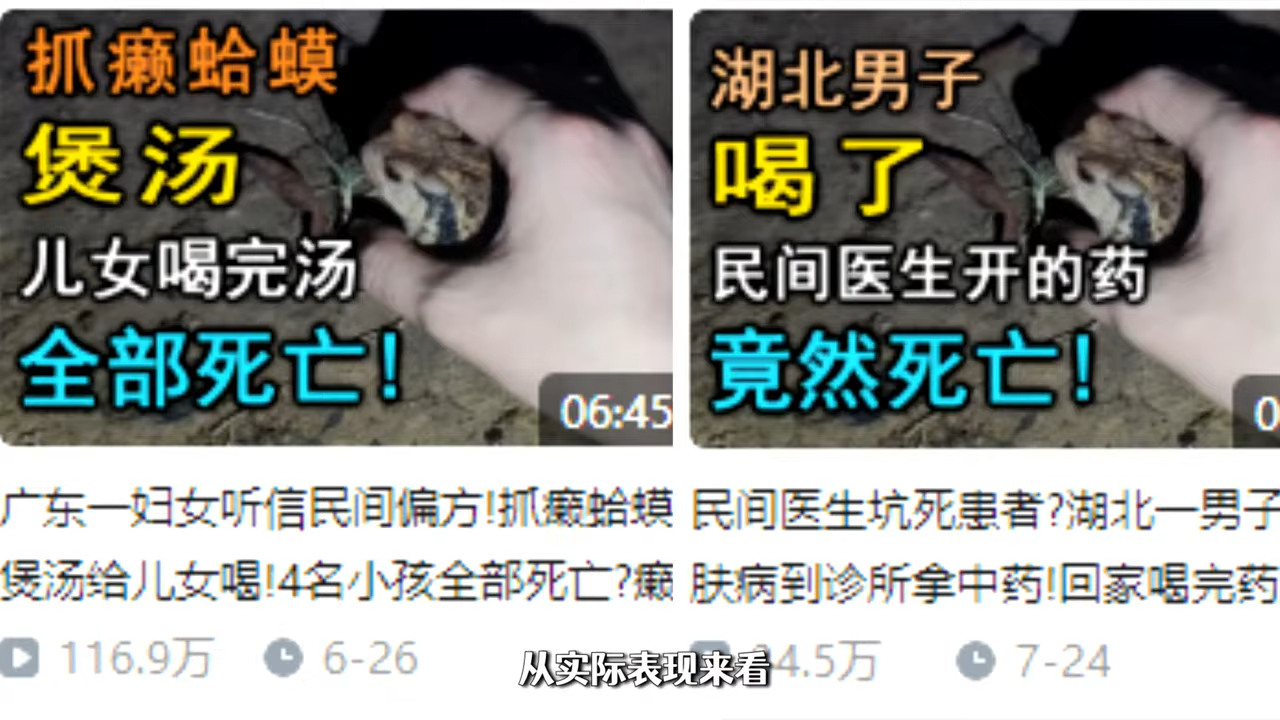 抓癞蛤蟆
煲汤
儿女喝完汤
全部死亡!
06:45
广东一妇女听信民间偏方!抓癞蛤蟆
煲汤给儿女喝!4名小孩全部死亡?癞
116.9万
6-26
湖北男子
喝了
民间医生开的药
竟然死亡!
0
民间医生坑死患者?湖北一男子
肤病到诊所拿中药!回家喝完药
4.5万
7-24
从实际表现来看